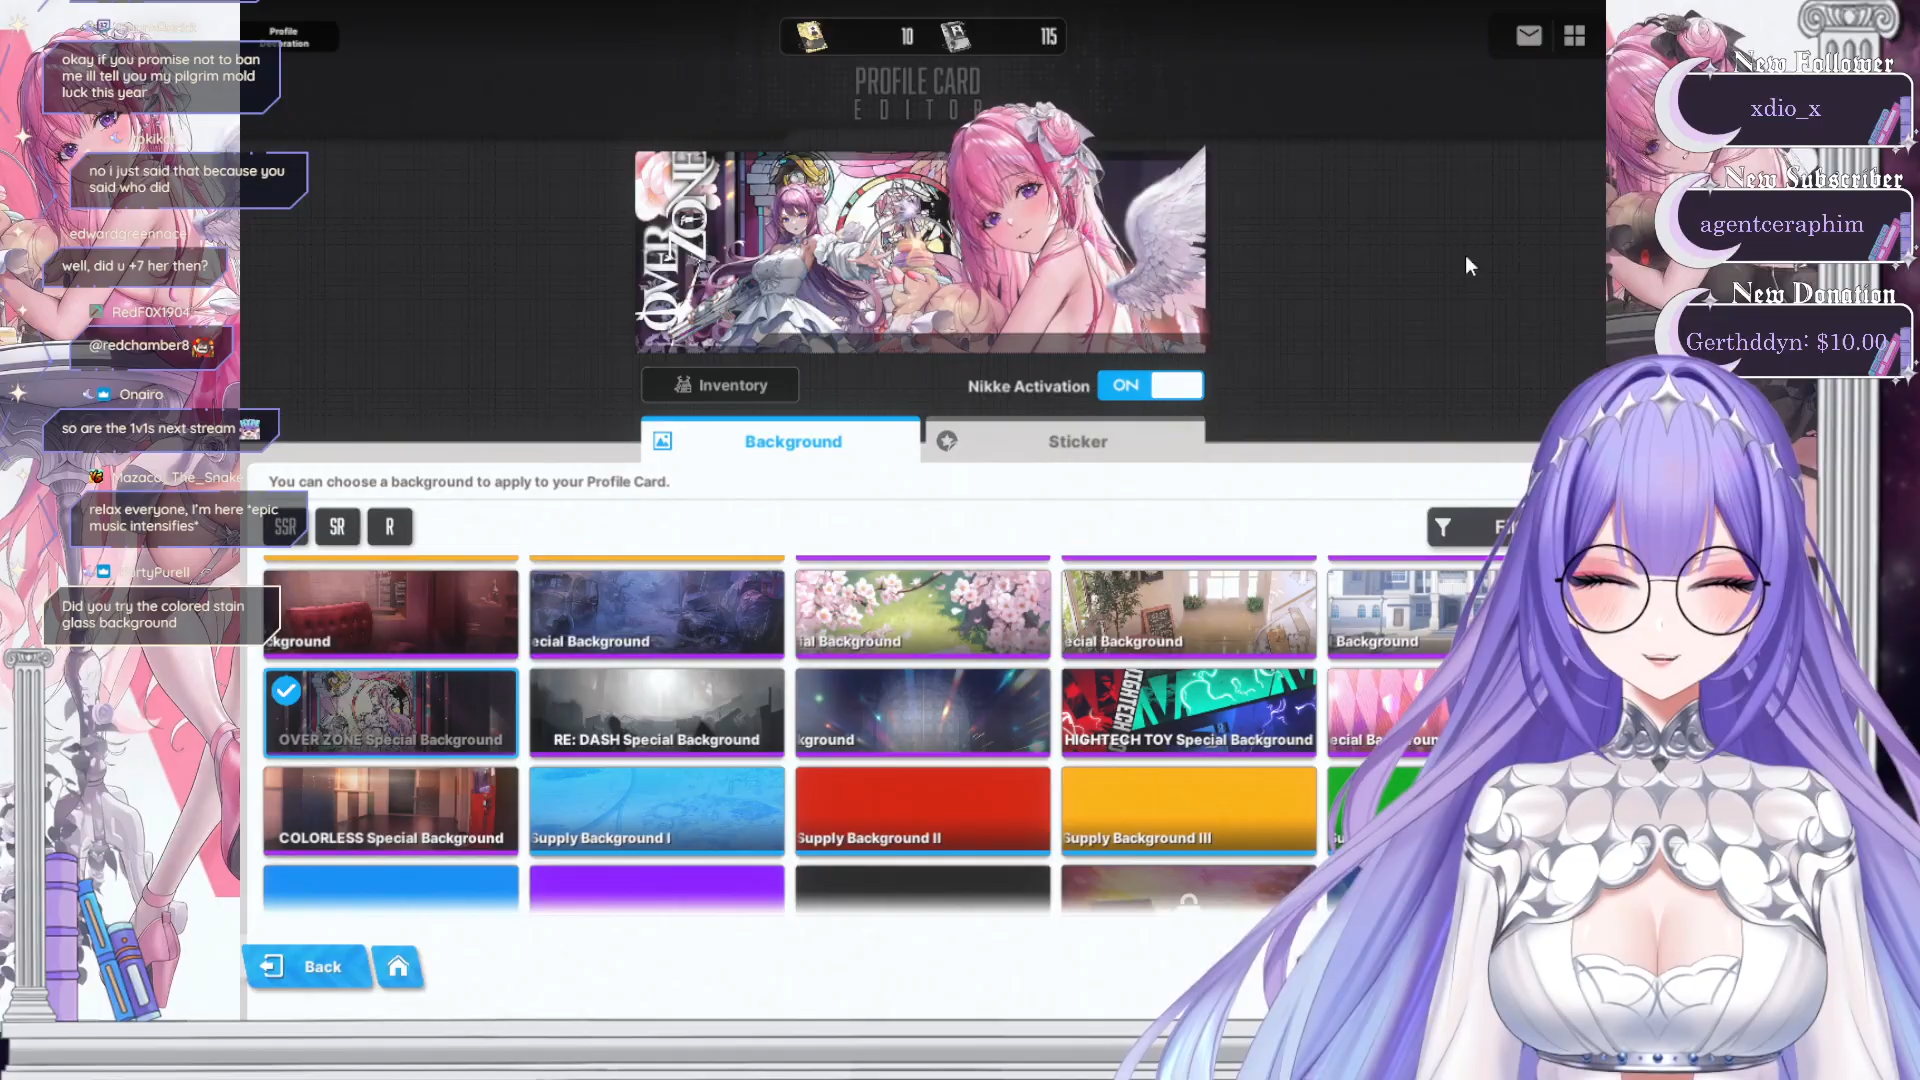 okay if you promise not to ban
me ill tell you my pilgrim mold
luck this year
no i just said that because you
said who did
edwardgreennace
well, did u +7 her then?
RedF0X1904
@redchamber8
Onairo
so are the 1v1s next stream
Mazaco_The_Snake
relax everyone, I'm here *epic
music intensifies*
Did you try the colored stain
glass background
Profile
10
115
PROFILE CARD
EDITOR
OVER ZONE
Inventory
Nikke Activation
ON
Background
Sticker
You can choose a background to apply to your Profile Card.
SSR
SR
R
kground
ecial Background
ial Background
ecial Background
Background
OVER ZONE Special Background
RE: DASH Special Background
kground
HIGHTECH TOY Special Background
ecial Backgroun
COLORLESS Special Background
Supply Background I
Supply Background II
Supply Background III
Back
New Follower
xdio_x
New Subscriber
agentceraphim
New Donation
Gerthddyn: $10.00